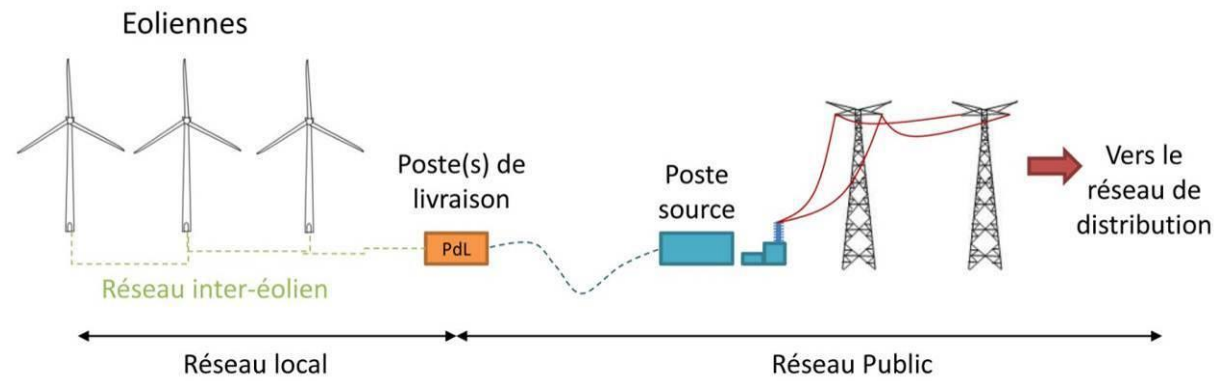 Eoliennes
Poste(s) de
livraison
PdL
Réseau inter-éolien
Poste
source
Vers le
réseau de
distribution
Réseau local
Réseau Public